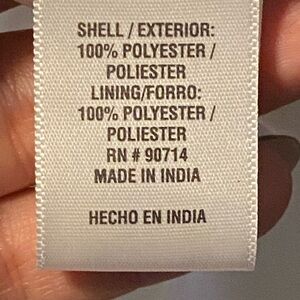 SHELL / EXTERIOR:
100% POLYESTER /
POLIESTER
LINING/FORRO:
100% POLYESTER /
POLIESTER
RN # 90714
MADE IN INDIA
HECHO EN INDIA